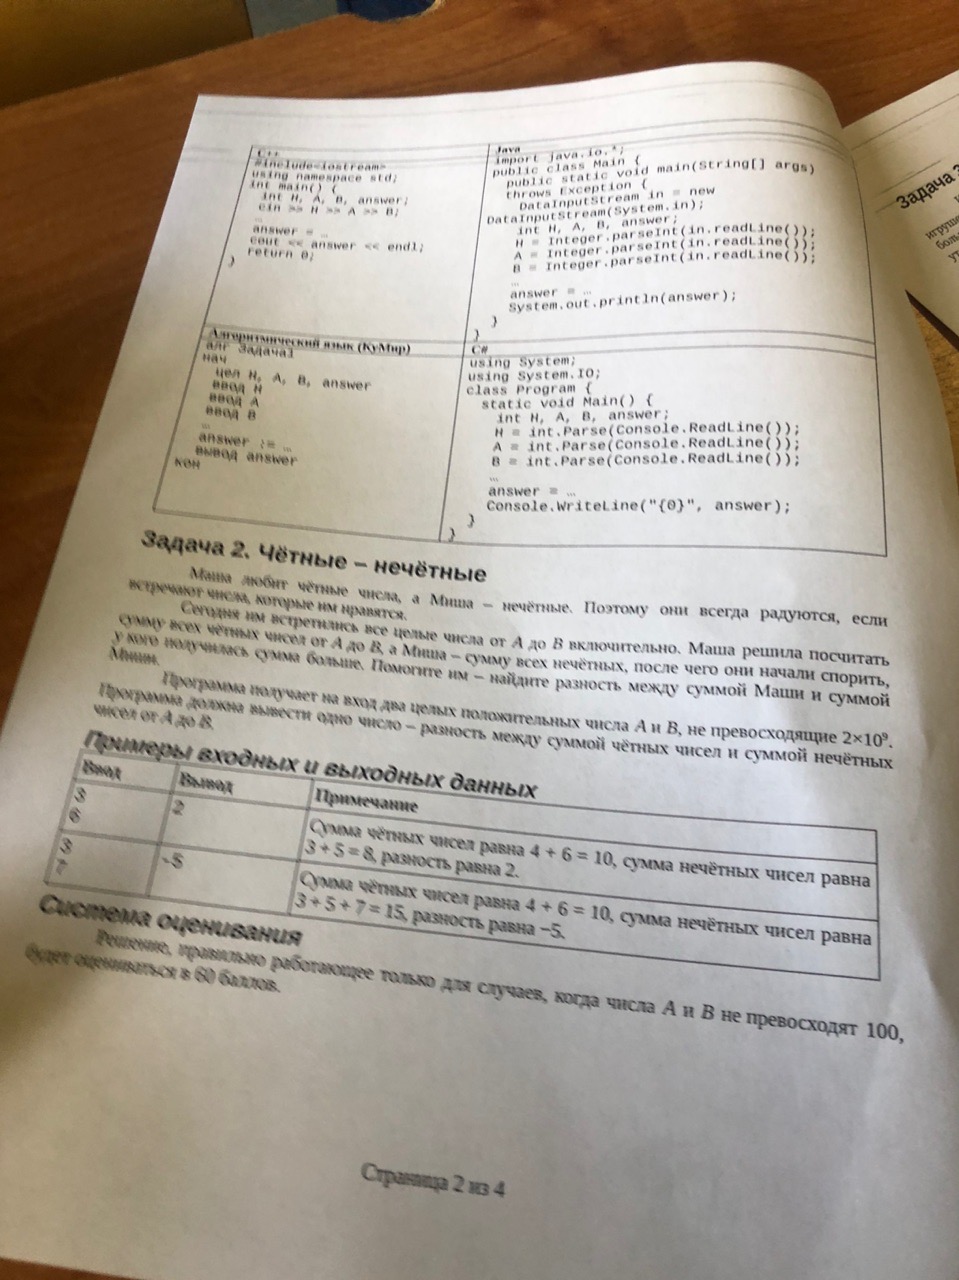 C++
#include<iostream>
using namespace std;
int main() {
int H, A, B, answer;
cin >> H >> A >> B;
…
answer = …
cout << answer << endl;
return 0;
}
Java
import java.io.*;
public class Main {
public static void main(String[] args)
throws Exception {
DataInputStream in = new
DataInputStream(System.in);
int H, A, B, answer;
H = Integer.parseInt(in.readLine());
A = Integer.parseInt(in.readLine());
B = Integer.parseInt(in.readLine());
…
answer = …
System.out.println(answer);
}
}
Алгоритмический язык (КуМир)
алг Задача1
нач
цел H, A, B, answer
ввод H
ввод A
ввод B
…
answer := …
вывод answer
кон
C#
using System;
using System.IO;
class Program {
static void Main() {
int H, A, B, answer;
H = int.Parse(Console.ReadLine());
A = int.Parse(Console.ReadLine());
B = int.Parse(Console.ReadLine());
…
answer = …
Console.WriteLine("{0}", answer);
}
}
Задача 2. Чётные – нечётные
Маша любит чётные числа, а Миша – нечётные. Поэтому они всегда радуются, если
встречают числа, которые им нравятся.
Сегодня им встретились все целые числа от A до B включительно. Маша решила посчитать
сумму всех чётных чисел от A до B, а Миша – сумму всех нечётных, после чего они начали спорить,
у кого получилась сумма больше. Помогите им – найдите разность между суммой Маши и суммой
Миши.
Программа получает на вход два целых положительных числа A и B, не превосходящие 2×10⁹.
Программа должна вывести одно число – разность между суммой чётных чисел и суммой нечётных
чисел от A до B.
Примеры входных и выходных данных
Ввод Вывод Примечание
3
6
2
Сумма чётных чисел равна 4 + 6 = 10, сумма нечётных чисел равна
3 + 5 = 8, разность равна 2.
3
7
-5
Сумма чётных чисел равна 4 + 6 = 10, сумма нечётных чисел равна
3 + 5 + 7 = 15, разность равна –5.
Система оценивания
Решение, правильно работающее только для случаев, когда числа A и B не превосходят 100,
будет оцениваться в 60 баллов.
Страница 2 из 4
Задача